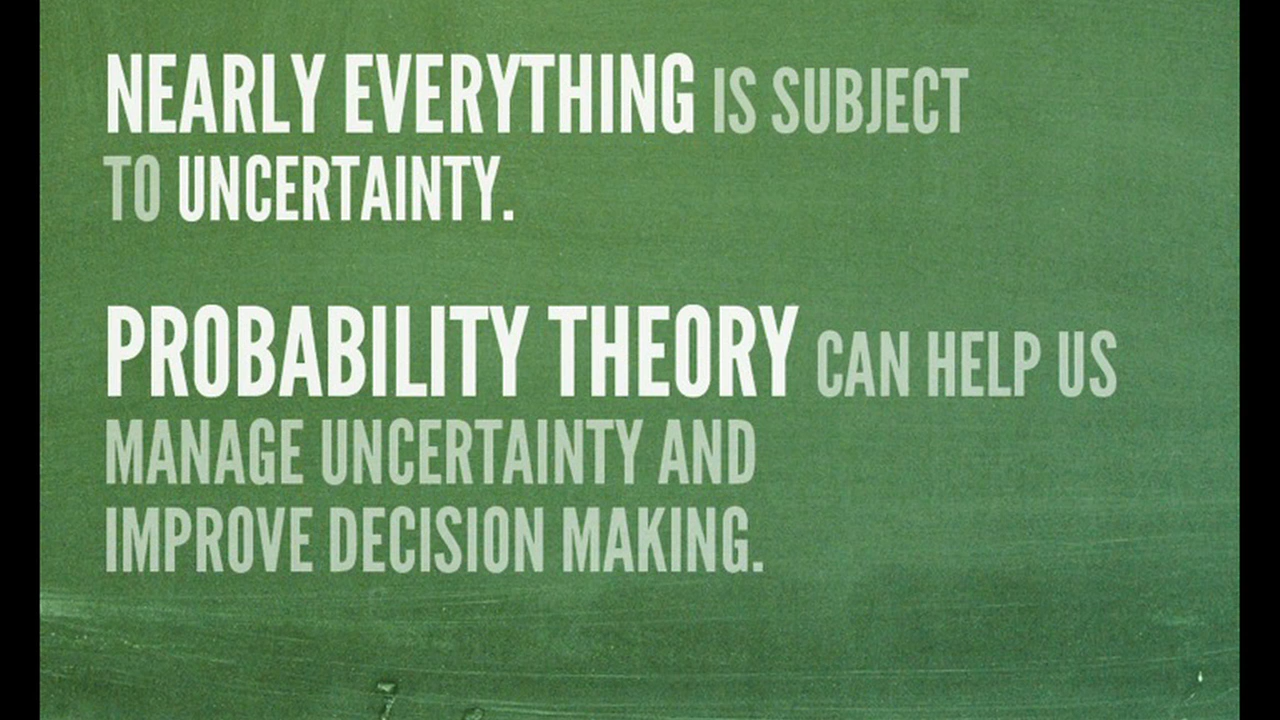 NEARLY EVERYTHING IS SUBJECT
TO UNCERTAINTY.
PROBABILITY THEORY CAN HELP US
MANAGE UNCERTAINTY AND
IMPROVE DECISION MAKING.